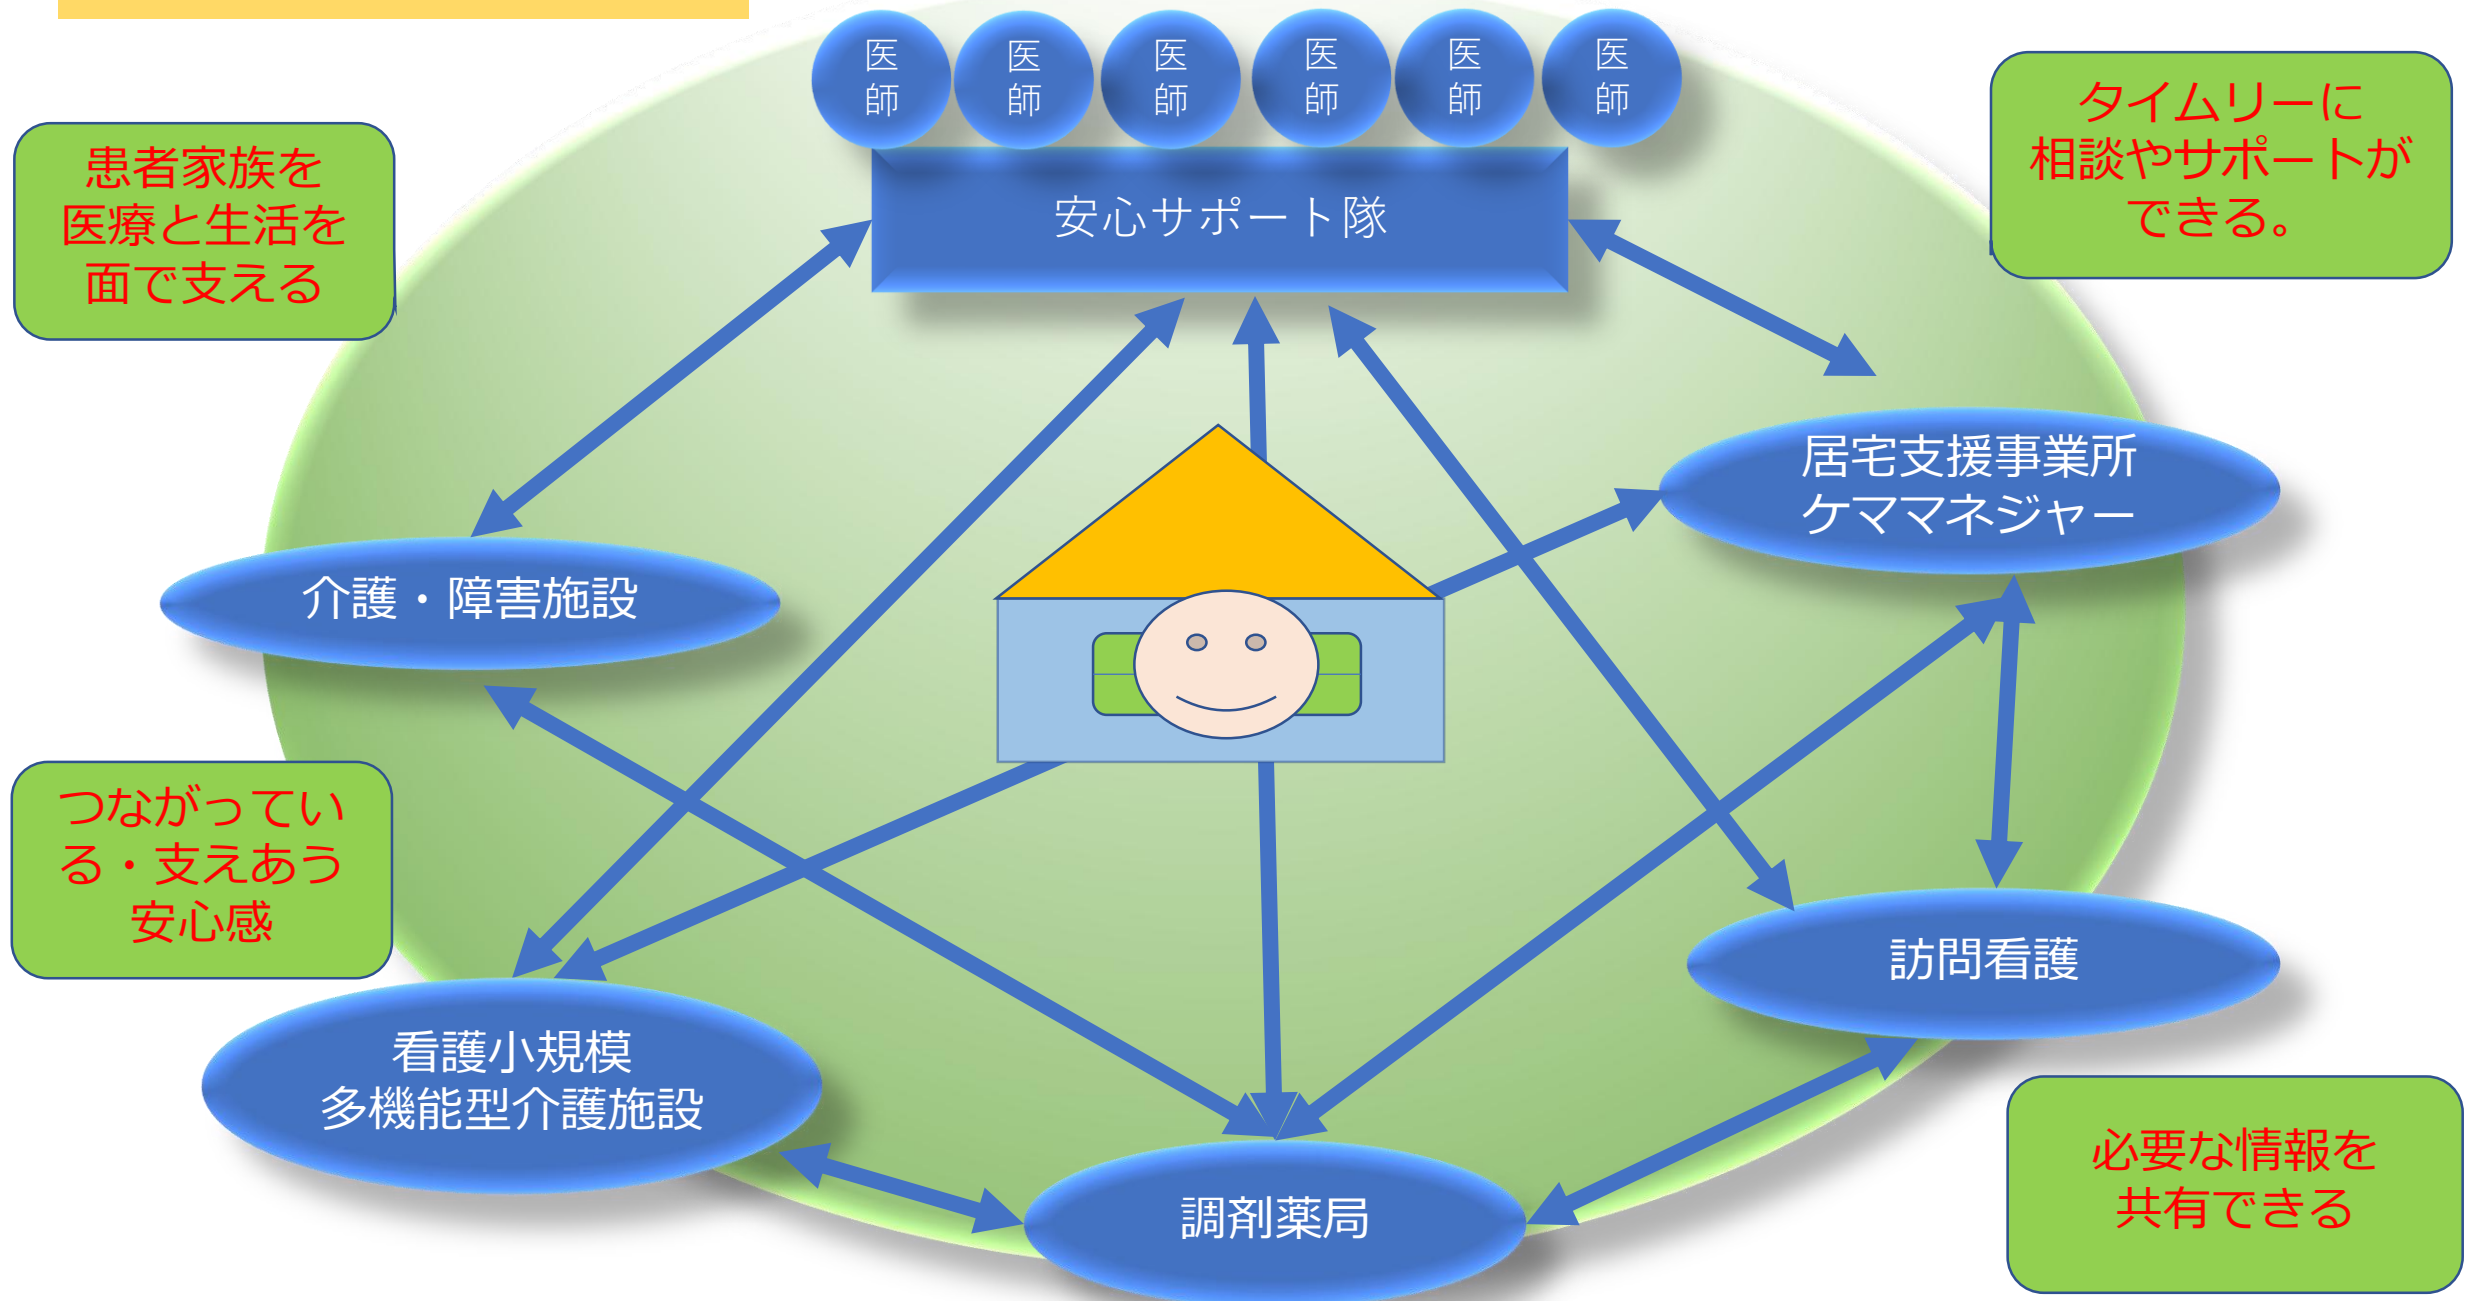 医
師
医
師
医
師
医
師
医
師
医
師
安心サポート隊
患者家族を
医療と生活を
面で支える
タイムリーに
相談やサポートが
できる。
居宅支援事業所
ケママネジャー
介護・障害施設
つながってい
る・支えあう
安心感
訪問看護
看護小規模
多機能型介護施設
調剤薬局
必要な情報を
共有できる